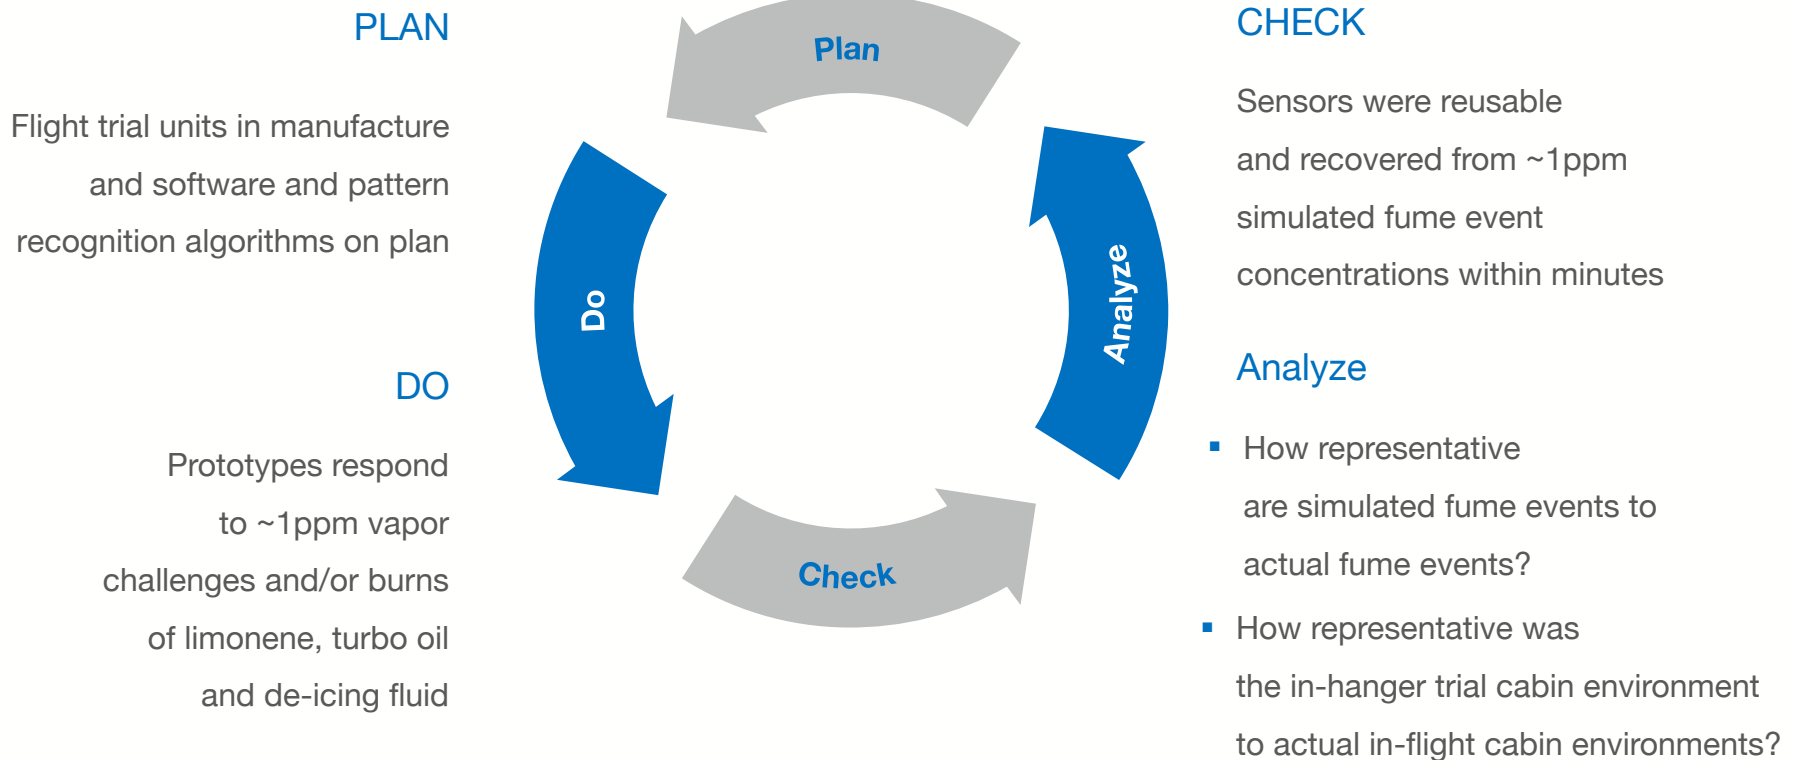 PLAN
Flight trial units in manufacture
and software and pattern
recognition algorithms on plan
DO
Prototypes respond
to ~1ppm vapor
challenges and/or burns
of limonene, turbo oil
and de-icing fluid
Plan
Do
Check
Analyze
CHECK
Sensors were reusable
and recovered from ~1ppm
simulated fume event
concentrations within minutes
Analyze
▪ How representative
are simulated fume events to
actual fume events?
▪ How representative was
the in-hanger trial cabin environment
to actual in-flight cabin environments?